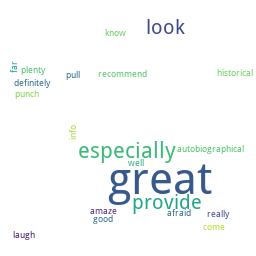 look
know
far
plenty
pull
recommend
historical
definitely
punch
info
especially
autobiographical
well
great
provide
amaze
afraid
really
good
come
laugh